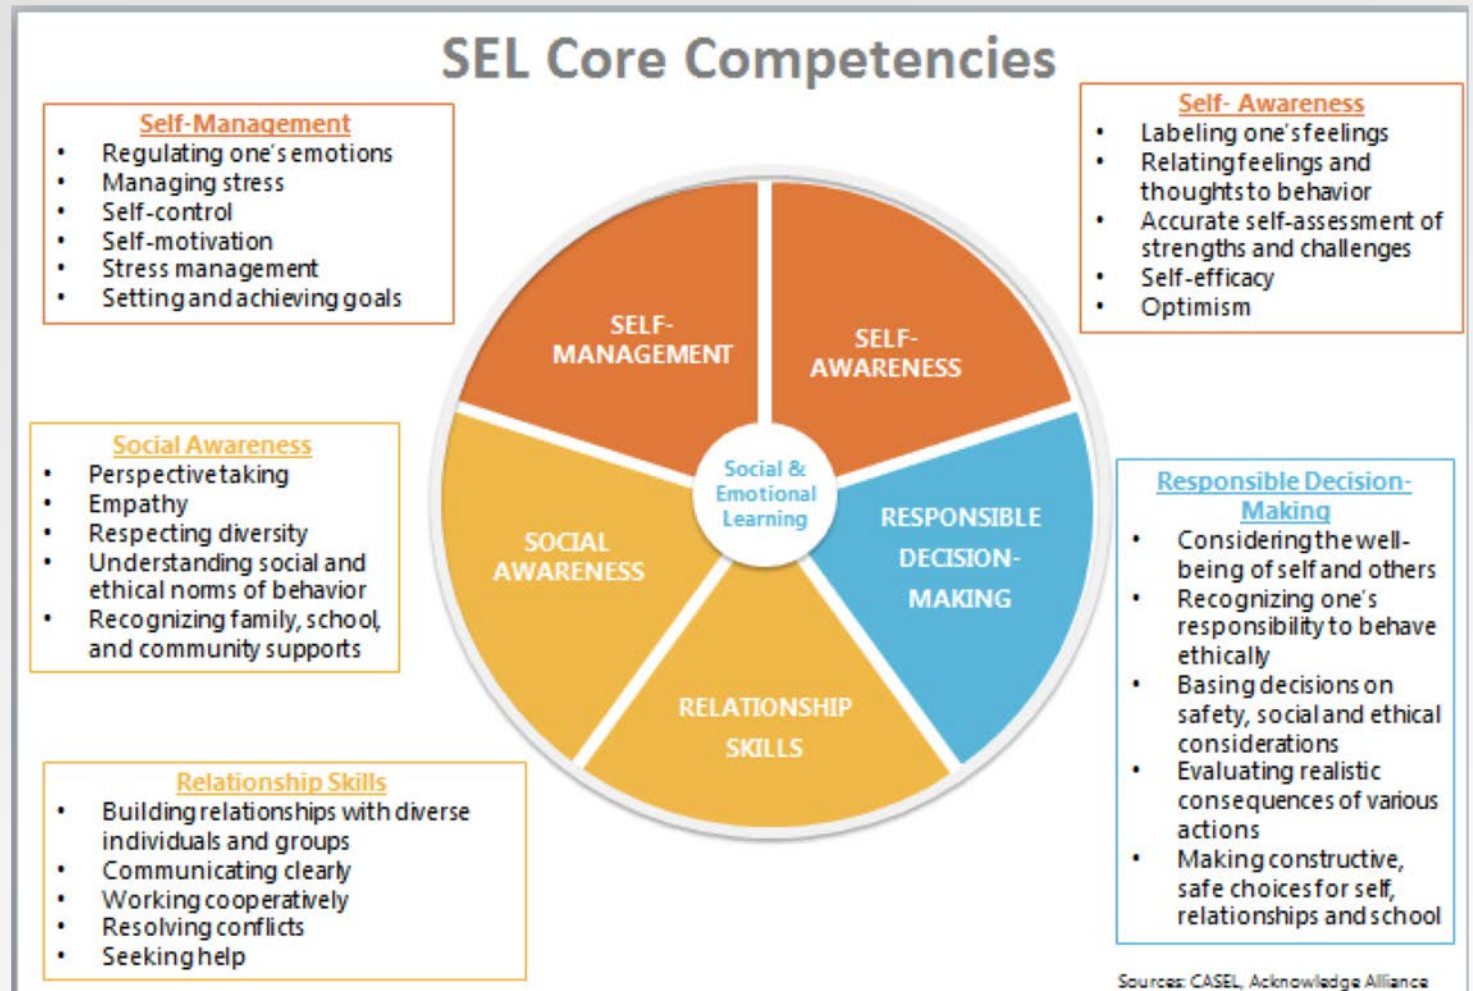 SEL Core Competencies
Self-Management
• Regulating one's emotions
• Managing stress
• Self-control
• Self-motivation
• Stress management
• Setting and achieving goals
Self- Awareness
• Labeling one's feelings
• Relating feelings and
thoughts to behavior
• Accurate self-assessment of
strengths and challenges
• Self-efficacy
• Optimism
SELF-
MANAGEMENT
SELF-
AWARENESS
Social Awareness
• Perspective taking
• Empathy
• Respecting diversity
• Understanding social and
ethical norms of behavior
• Recognizing family, school,
and community supports
Social &
Emotional
Learning
SOCIAL
AWARENESS
RESPONSIBLE
DECISION-
MAKING
RELATIONSHIP
SKILLS
Responsible Decision-
Making
• Considering the well-
being of self and others
• Recognizing one's
responsibility to behave
ethically
• Basing decisions on
safety, social and ethical
considerations
• Evaluating realistic
consequences of various
actions
• Making constructive,
safe choices for self,
relationships and school
Relationship Skills
• Building relationships with diverse
individuals and groups
• Communicating clearly
• Working cooperatively
• Resolving conflicts
• Seeking help
Sources: CASEL, Acknowledge Alliance